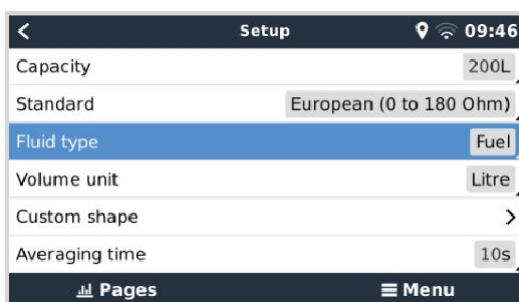 Setup 09:46
Capacity 200L
Standard European (0 to 180 Ohm)
Fluid type Fuel
Volume unit Litre
Custom shape
Averaging time 10s
Pages Menu